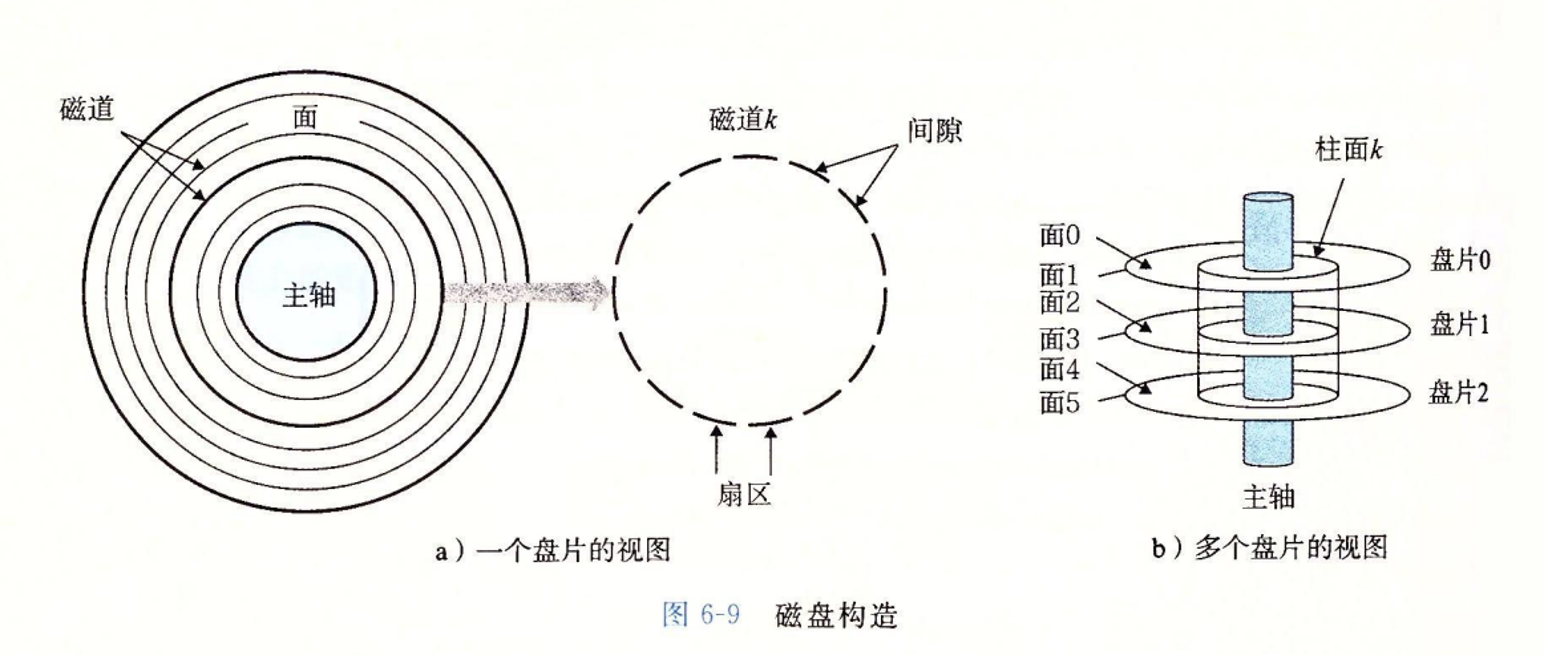 磁道
面
主轴
磁道k
间隙
扇区
a）一个盘片的视图
柱面k
面0
面1
面2
面3
面4
面5
盘片0
盘片1
盘片2
主轴
b）多个盘片的视图
图 6-9 磁盘构造